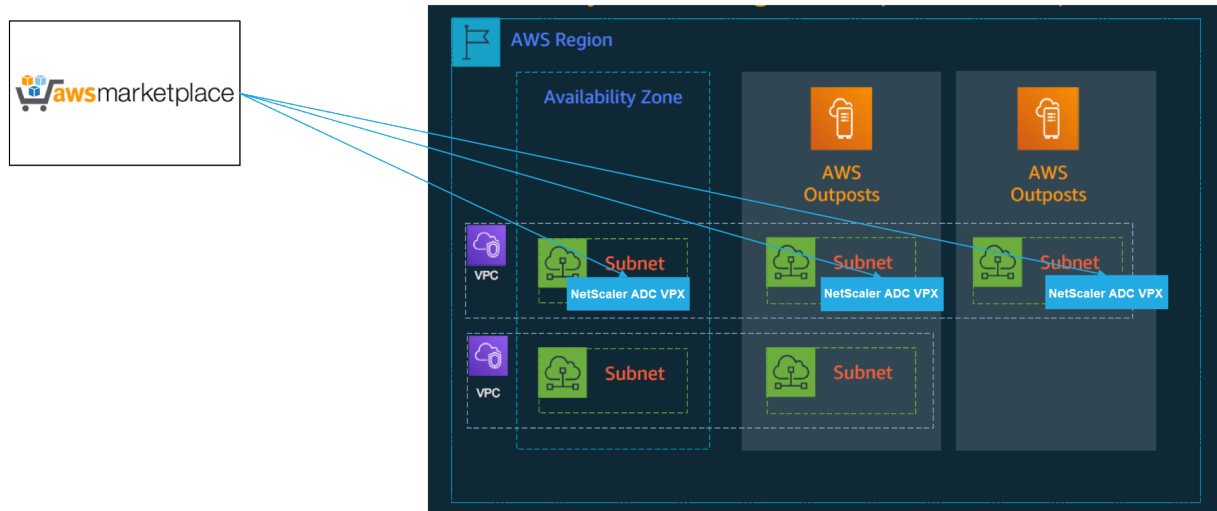 awsmarketplace
AWS Region
Availability Zone
AWS
Outposts
AWS
Outposts
VPC
Subnet
NetScaler ADC VPX
Subnet
NetScaler ADC VPX
Subnet
NetScaler ADC VPX
VPC
Subnet
Subnet